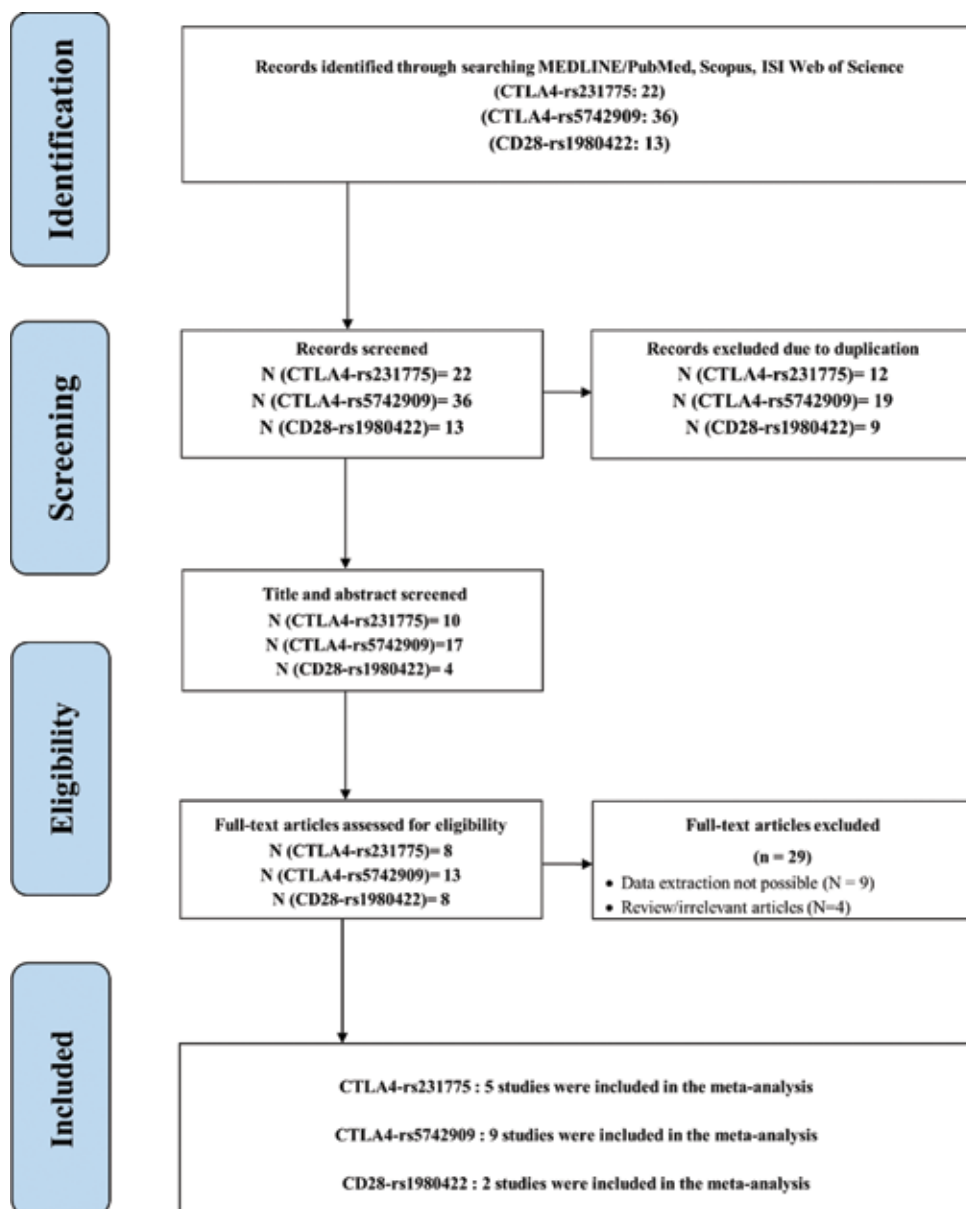 Identification
Records identified through searching MEDLINE/PubMed, Scopus, ISI Web of Science
(CTLA4-rs231775: 22)
(CTLA4-rs5742909: 36)
(CD28-rs1980422: 13)
Screening
Records screened
N (CTLA4-rs231775)= 22
N (CTLA4-rs5742909)= 36
N (CD28-rs1980422)= 13
Records excluded due to duplication
N (CTLA4-rs231775)= 12
N (CTLA4-rs5742909)= 19
N (CD28-rs1980422)= 9
Title and abstract screened
N (CTLA4-rs231775)= 10
N (CTLA4-rs5742909)=17
N (CD28-rs1980422)= 4
Eligibility
Full-text articles assessed for eligibility
N (CTLA4-rs231775)= 8
N (CTLA4-rs5742909)= 13
N (CD28-rs1980422)= 8
Full-text articles excluded
(n = 29)
• Data extraction not possible (N = 9)
• Review/irrelevant articles (N=4)
Included
CTLA4-rs231775 : 5 studies were included in the meta-analysis
CTLA4-rs5742909 : 9 studies were included in the meta-analysis
CD28-rs1980422 : 2 studies were included in the meta-analysis